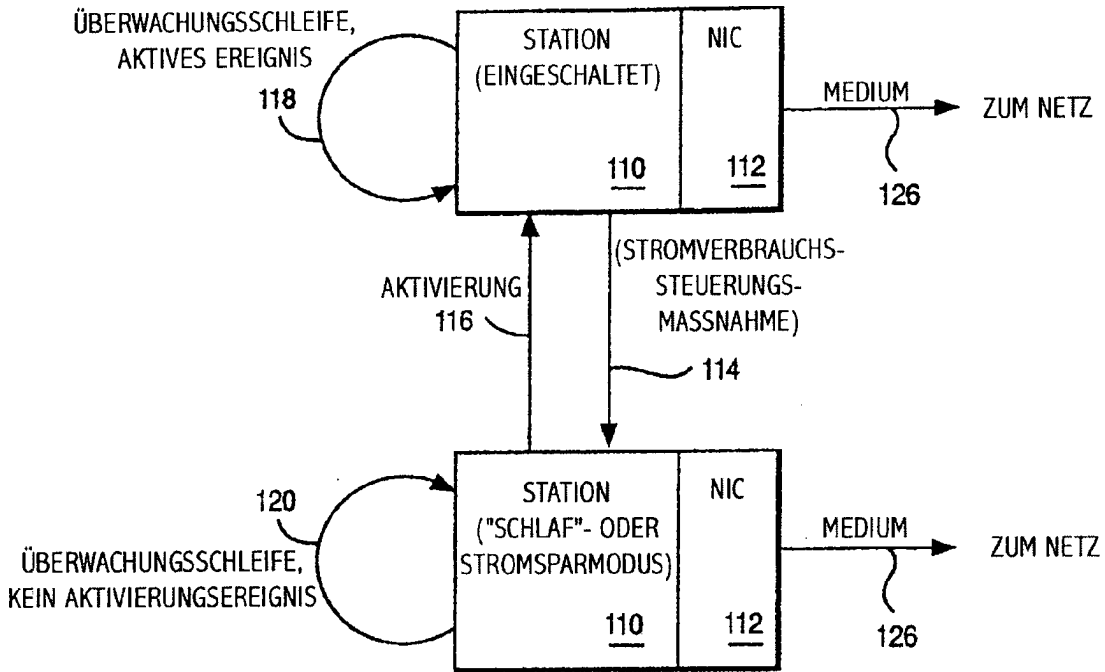 ÜBERWACHUNGSSCHLEIFE,
AKTIVES EREIGNIS
118
STATION
(EINGESCHALTET)
110
NIC
112
MEDIUM
126
ZUM NETZ
AKTIVIERUNG
116
(STROMVERBRAUCHS-
STEUERUNGS-
MASSNAHME)
114
120
ÜBERWACHUNGSSCHLEIFE,
KEIN AKTIVIERUNGSEREIGNIS
STATION
("SCHLAF"- ODER
STROMSPARMODUS)
110
NIC
112
MEDIUM
126
ZUM NETZ